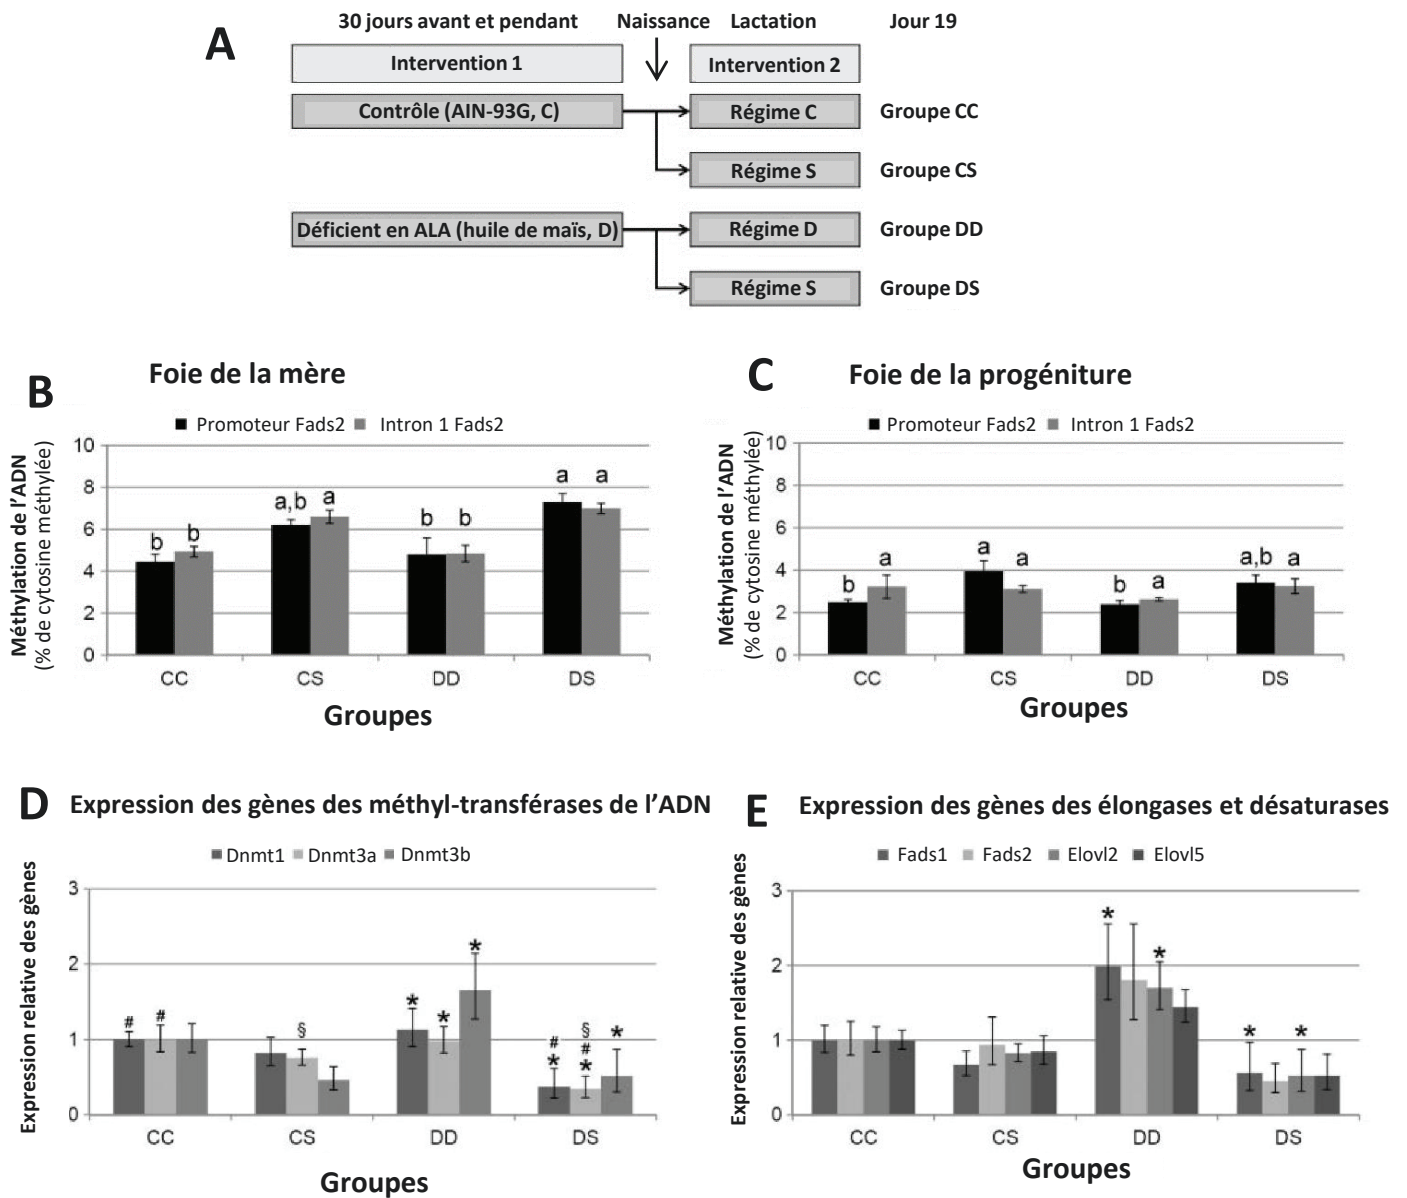 A
30 jours avant et pendant
Naissance
Lactation
Jour 19
Intervention 1
Intervention 2
Contrôle (AIN-93G, C)
Régime C
Groupe CC
Régime S
Groupe CS
Déficient en ALA (huile de maïs, D)
Régime D
Groupe DD
Régime S
Groupe DS
B
Foie de la mère
Promoteur Fads2
Intron 1 Fads2
Méthylation de l'ADN
(% de cytosine méthylée)
10
8
6
4
2
0
b
b
a,b
a
b
b
a
a
CC
CS
DD
DS
Groupes
C
Foie de la progéniture
Promoteur Fads2
Intron 1 Fads2
Méthylation de l'ADN
(% de cytosine méthylée)
10
8
6
4
2
0
b
a
a
a
b
a
a,b
a
CC
CS
DD
DS
Groupes
D
Expression des gènes des méthyl-transférases de l'ADN
Dnmt1
Dnmt3a
Dnmt3b
Expression relative des gènes
3
2
1
0
#
#
§
*
*
*
#
*
§
#
*
*
CC
CS
DD
DS
Groupes
E
Expression des gènes des élongases et désaturases
Fads1
Fads2
Elovl2
Elovl5
Expression relative des gènes
3
2
1
0
*
*
*
*
CC
CS
DD
DS
Groupes